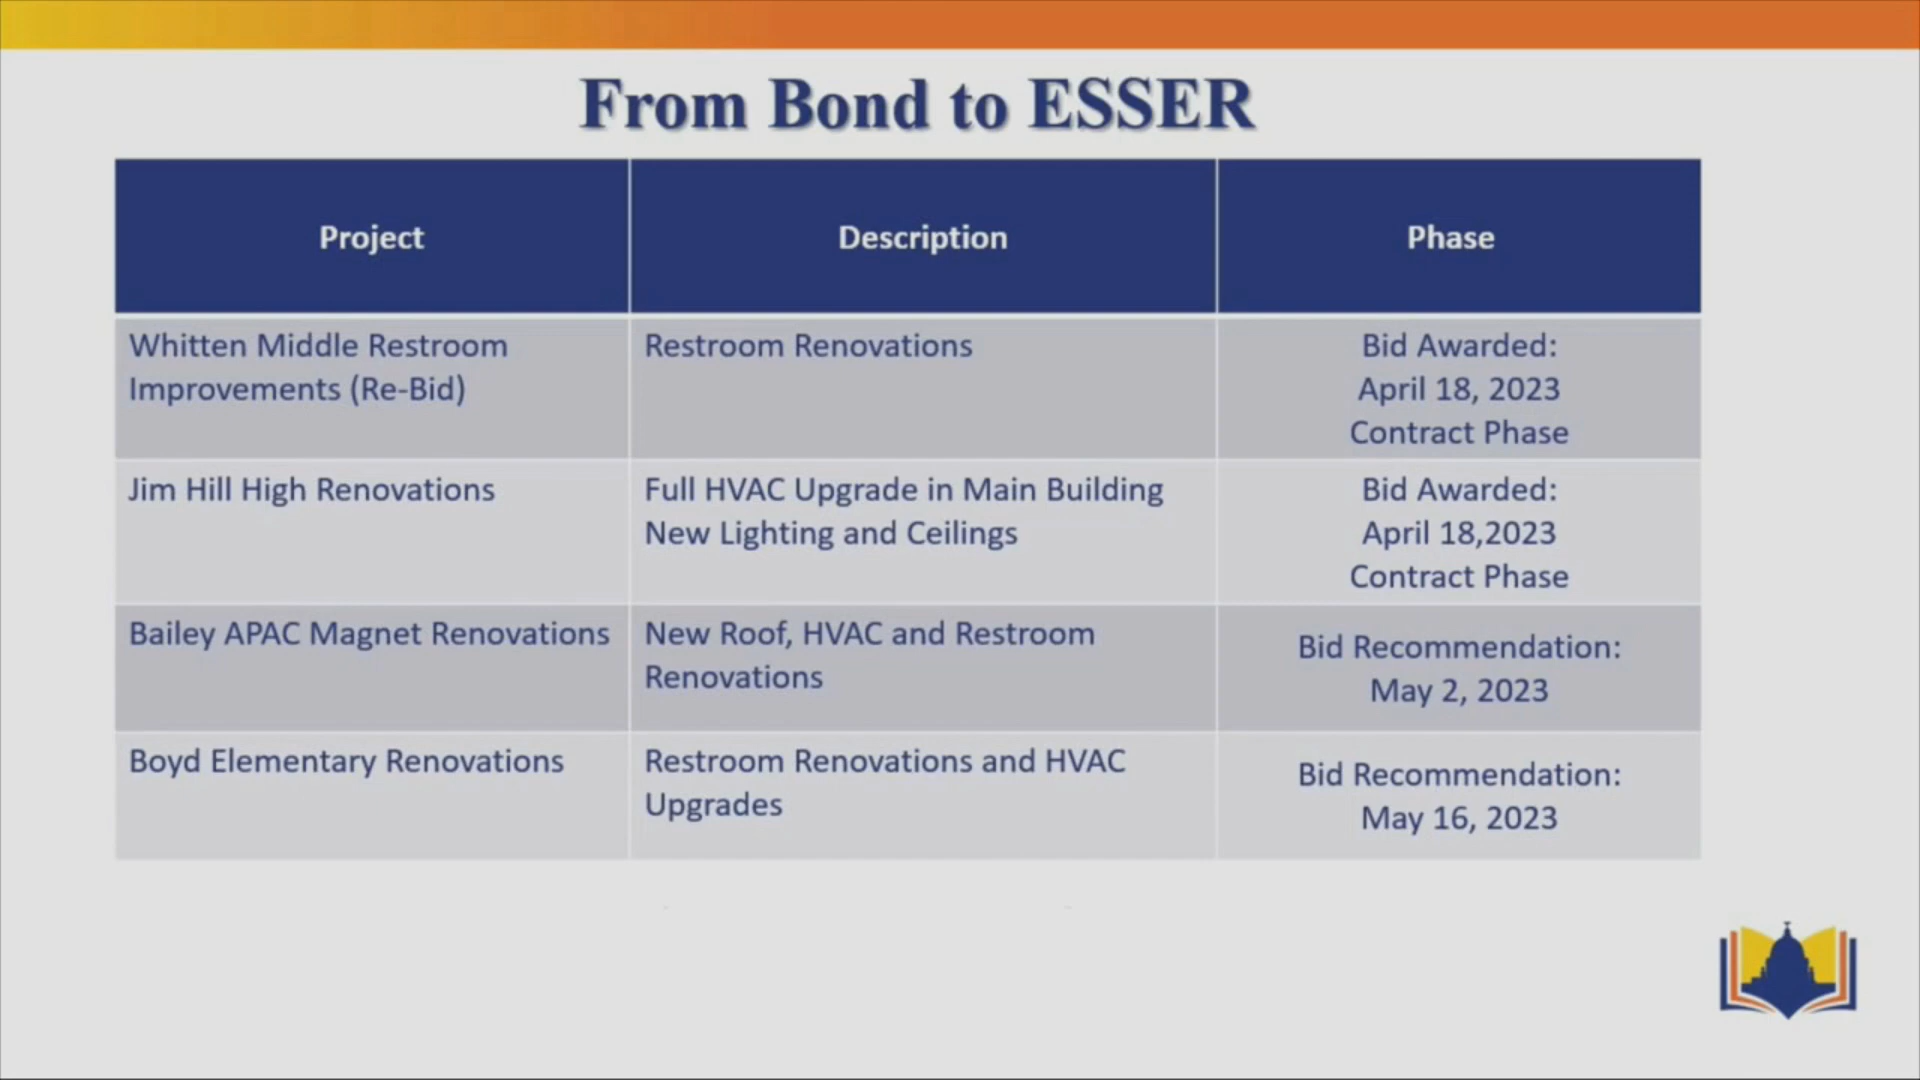 From Bond to ESSER
Project
Description
Phase
Whitten Middle Restroom
Improvements (Re-Bid)
Restroom Renovations
Bid Awarded:
April 18, 2023
Contract Phase
Jim Hill High Renovations
Full HVAC Upgrade in Main Building
New Lighting and Ceilings
Bid Awarded:
April 18,2023
Contract Phase
Bailey APAC Magnet Renovations
New Roof, HVAC and Restroom
Renovations
Bid Recommendation:
May 2, 2023
Boyd Elementary Renovations
Restroom Renovations and HVAC
Upgrades
Bid Recommendation:
May 16, 2023